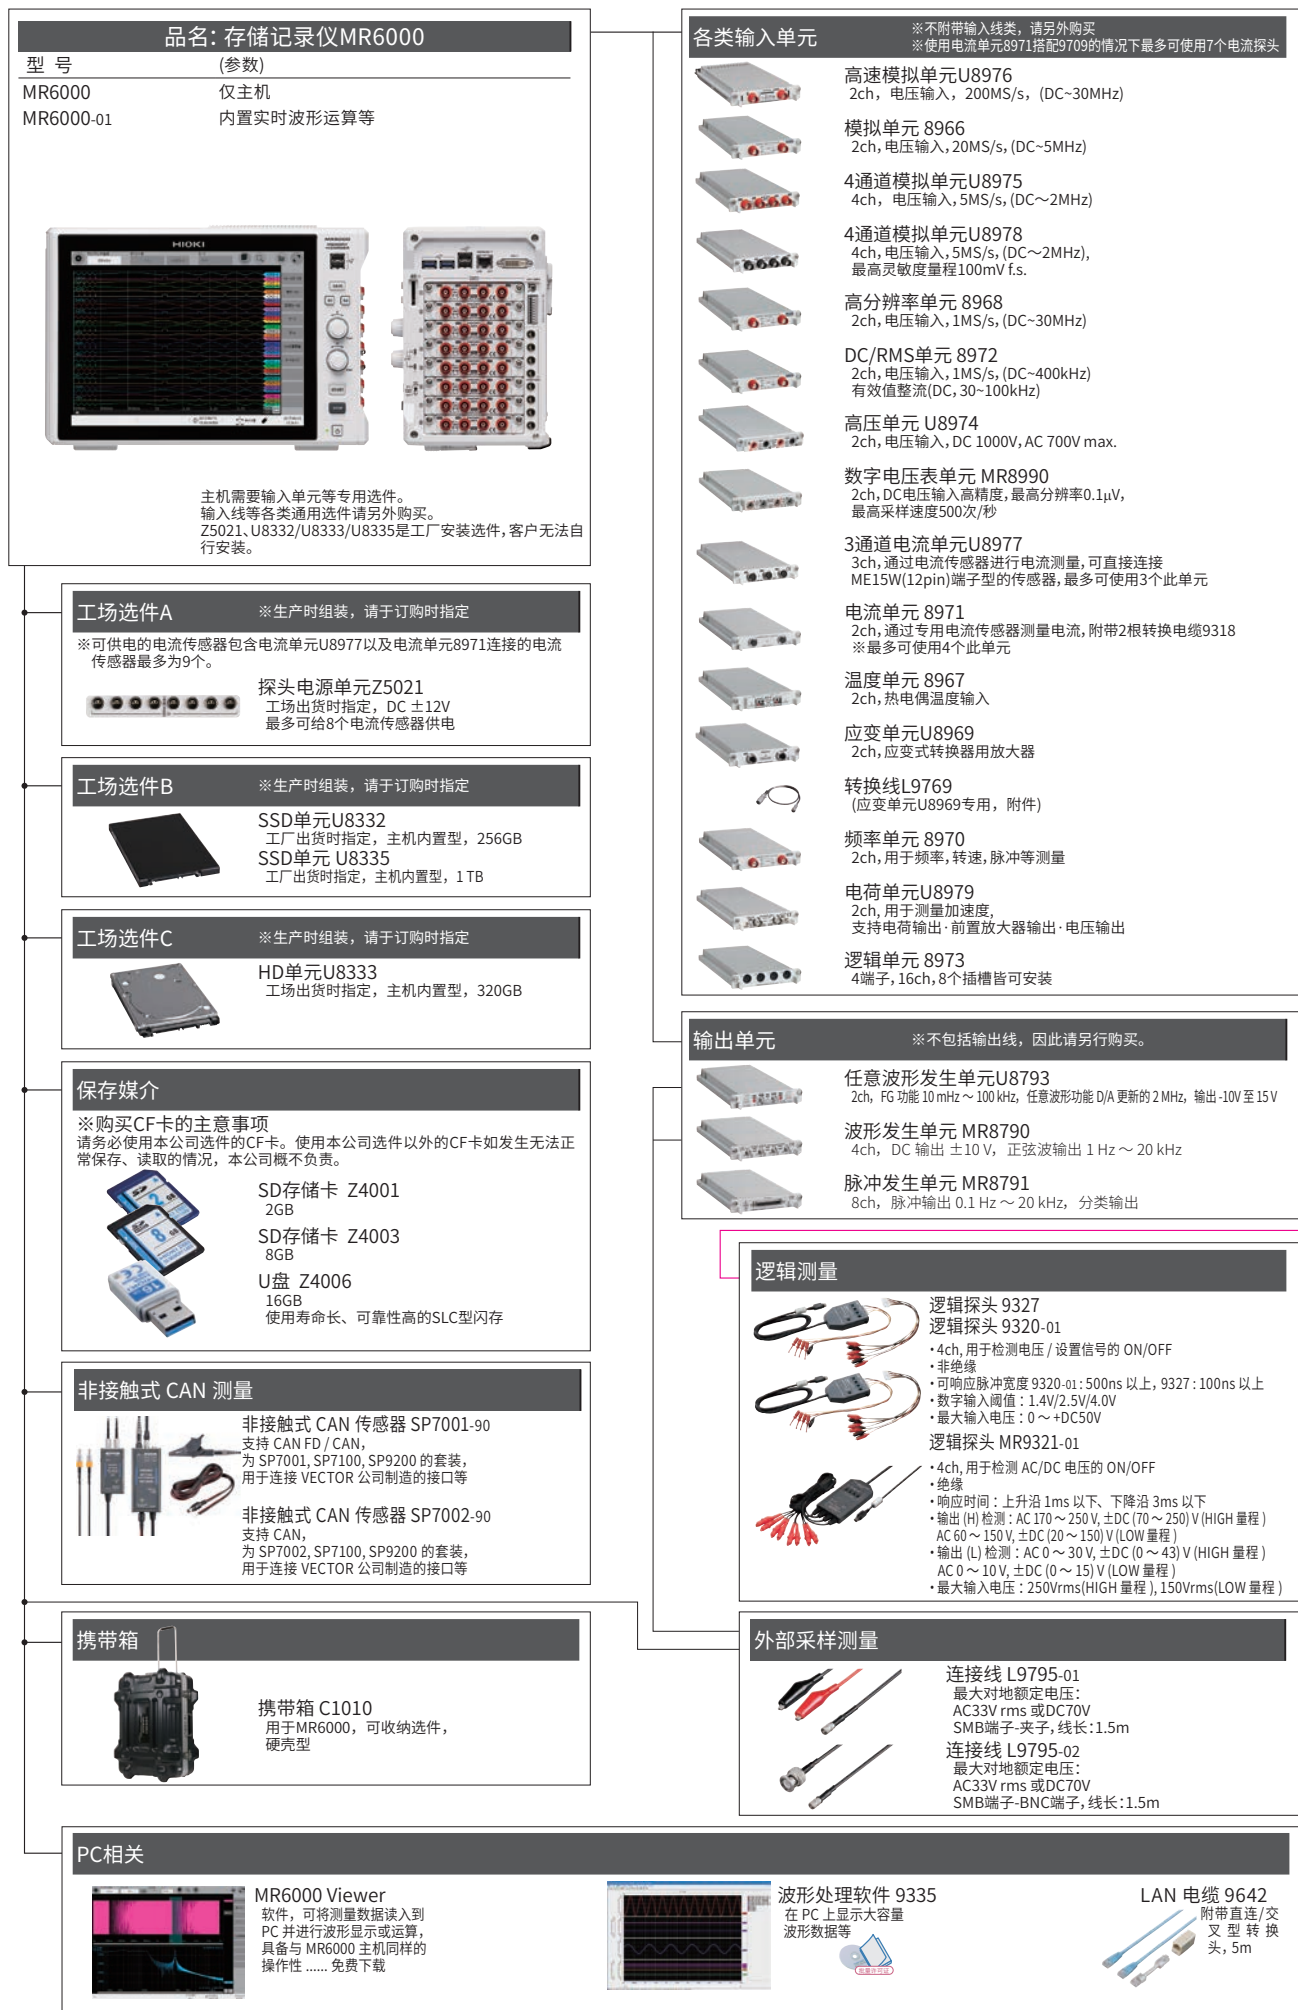 品名：存储记录仪MR6000
型 号 (参数)
MR6000 仅主机
MR6000-01 内置实时波形运算等
HIOKI
主机需要输入单元等专用选件。
输入线等各类通用选件请另外购买。
Z5021、U8332/U8333/U8335是工厂安装选件，客户无法自
行安装。
工场选件A ※生产时组装，请于订购时指定
※可供电的电流传感器包含电流单元U8977以及电流单元8971连接的电流
传感器最多为9个。
探头电源单元Z5021
工场出货时指定，DC ±12V
最多可给8个电流传感器供电
工场选件B ※生产时组装，请于订购时指定
SSD单元U8332
工厂出货时指定，主机内置型，256GB
SSD单元 U8335
工厂出货时指定，主机内置型，1 TB
工场选件C ※生产时组装，请于订购时指定
HD单元U8333
工场出货时指定，主机内置型，320GB
保存媒介
※购买CF卡的主意事项
请务必使用本公司选件的CF卡。使用本公司选件以外的CF卡如发生无法正
常保存、读取的情况，本公司概不负责。
SD存储卡 Z4001
2GB
SD存储卡 Z4003
8GB
U盘 Z4006
16GB
使用寿命长、可靠性高的SLC型闪存
非接触式 CAN 测量
非接触式 CAN 传感器 SP7001-90
支持 CAN FD / CAN，
为 SP7001, SP7100, SP9200 的套装，
用于连接 VECTOR 公司制造的接口等
非接触式 CAN 传感器 SP7002-90
支持 CAN，
为 SP7002, SP7100, SP9200 的套装，
用于连接 VECTOR 公司制造的接口等
携带箱
携带箱 C1010
用于MR6000，可收纳选件，
硬壳型
各类输入单元 ※不附带输入线类，请另外购买
※使用电流单元8971搭配9709的情况下最多可使用7个电流探头
高速模拟单元U8976
2ch，电压输入，200MS/s，(DC~30MHz)
模拟单元 8966
2ch，电压输入，20MS/s，(DC~5MHz)
4通道模拟单元U8975
4ch，电压输入，5MS/s，(DC～2MHz)
4通道模拟单元U8978
4ch，电压输入，5MS/s，(DC～2MHz),
最高灵敏度量程100mV f.s.
高分辨率单元 8968
2ch，电压输入，1MS/s，(DC~30MHz)
DC/RMS单元 8972
2ch，电压输入，1MS/s，(DC~400kHz)
有效值整流(DC，30~100kHz)
高压单元 U8974
2ch，电压输入，DC 1000V，AC 700V max.
数字电压表单元 MR8990
2ch，DC电压输入高精度，最高分辨率0.1μV，
最高采样速度500次/秒
3通道电流单元U8977
3ch，通过电流传感器进行电流测量，可直接连接
ME15W(12pin)端子型的传感器，最多可使用3个此单元
电流单元 8971
2ch，通过专用电流传感器测量电流，附带2根转换电缆9318
※最多可使用4个此单元
温度单元 8967
2ch，热电偶温度输入
应变单元U8969
2ch，应变式转换器用放大器
转换线L9769
(应变单元U8969专用，附件)
频率单元 8970
2ch，用于频率，转速，脉冲等测量
电荷单元U8979
2ch, 用于测量加速度,
支持电荷输出·前置放大器输出·电压输出
逻辑单元 8973
4端子，16ch，8个插槽皆可安装
输出单元 ※不包括输出线，因此请另行购买。
任意波形发生单元U8793
2ch，FG 功能 10 mHz ～ 100 kHz，任意波形功能 D/A 更新的 2 MHz，输出 -10V 至 15 V
波形发生单元 MR8790
4ch，DC 输出 ±10 V，正弦波输出 1 Hz ～ 20 kHz
脉冲发生单元 MR8791
8ch，脉冲输出 0.1 Hz ～ 20 kHz，分类输出
逻辑测量
逻辑探头 9327
逻辑探头 9320-01
・4ch, 用于检测电压 / 设置信号的 ON/OFF
・非绝缘
・可响应脉冲宽度 9320-01 : 500ns 以上，9327 : 100ns 以上
・数字输入阈值：1.4V/2.5V/4.0V
・最大输入电压：0 ～ +DC50V
逻辑探头 MR9321-01
・4ch, 用于检测 AC/DC 电压的 ON/OFF
・绝缘
・响应时间：上升沿 1ms 以下、下降沿 3ms 以下
・输出 (H) 检测：AC 170 ～ 250 V, ±DC (70 ～ 250) V (HIGH 量程 )
AC 60 ～ 150 V, ±DC (20 ～ 150) V (LOW 量程 )
・输出 (L) 检测：AC 0 ～ 30 V, ±DC (0 ～ 43) V (HIGH 量程 )
AC 0 ～ 10 V, ±DC (0 ～ 15) V (LOW 量程 )
・最大输入电压：250Vrms(HIGH 量程 ), 150Vrms(LOW 量程 )
外部采样测量
连接线 L9795-01
最大对地额定电压：
AC33V rms 或DC70V
SMB端子-夹子，线长：1.5m
连接线 L9795-02
最大对地额定电压：
AC33V rms 或DC70V
SMB端子-BNC端子，线长：1.5m
PC相关
MR6000 Viewer
软件，可将测量数据读入到
PC 并进行波形显示或运算，
具备与 MR6000 主机同样的
操作性 ...... 免费下载
波形处理软件 9335
在 PC 上显示大容量
波形数据等
批量许可证
LAN 电缆 9642
附带直连/交
叉 型 转 换
头，5m